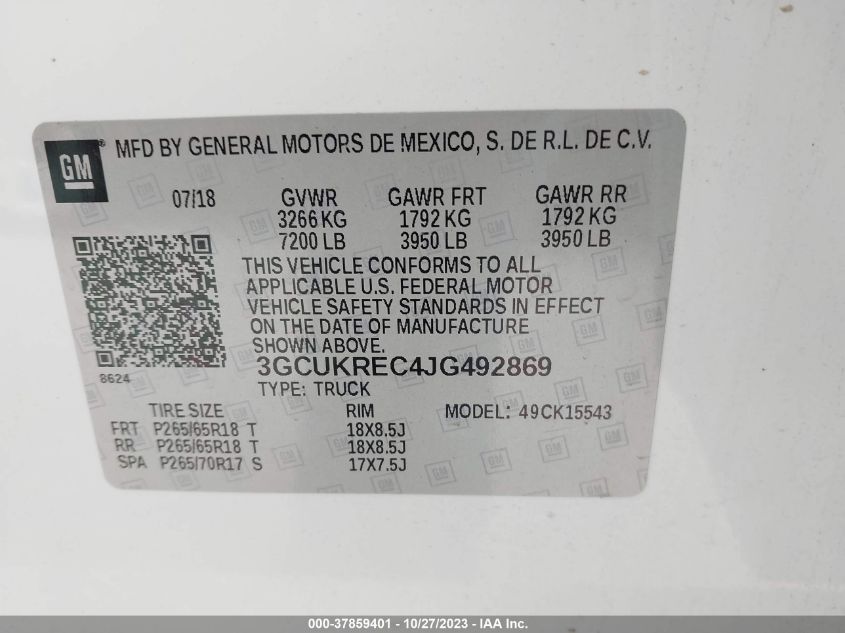 GM® MFD BY GENERAL MOTORS DE MEXICO, S. DE R.L. DE C.V.
07/18 GVWR GAWR FRT GAWR RR
3266 KG 1792 KG 1792 KG
7200 LB 3950 LB 3950 LB
THIS VEHICLE CONFORMS TO ALL
APPLICABLE U.S. FEDERAL MOTOR
VEHICLE SAFETY STANDARDS IN EFFECT
ON THE DATE OF MANUFACTURE
SHOWN ABOVE.
3GCUKREC4JG492869
8624
TYPE: TRUCK
TIRE SIZE RIM MODEL: 49CK15543
FRT P265/65R18 T 18X8.5J
RR P265/65R18 T 18X8.5J
SPA P265/70R17 S 17X7.5J
000-37859401 - 10/27/2023 - IAA Inc.